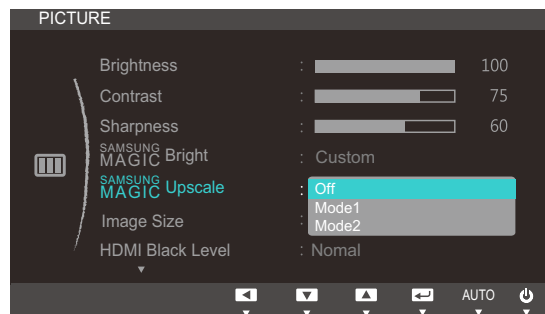 PICTURE
Brightness : 100
Contrast : 75
Sharpness : 60
SAMSUNG MAGIC Bright : Custom
SAMSUNG MAGIC Upscale : Off
Mode1
Mode2
Image Size :
HDMI Black Level : Nomal
AUTO